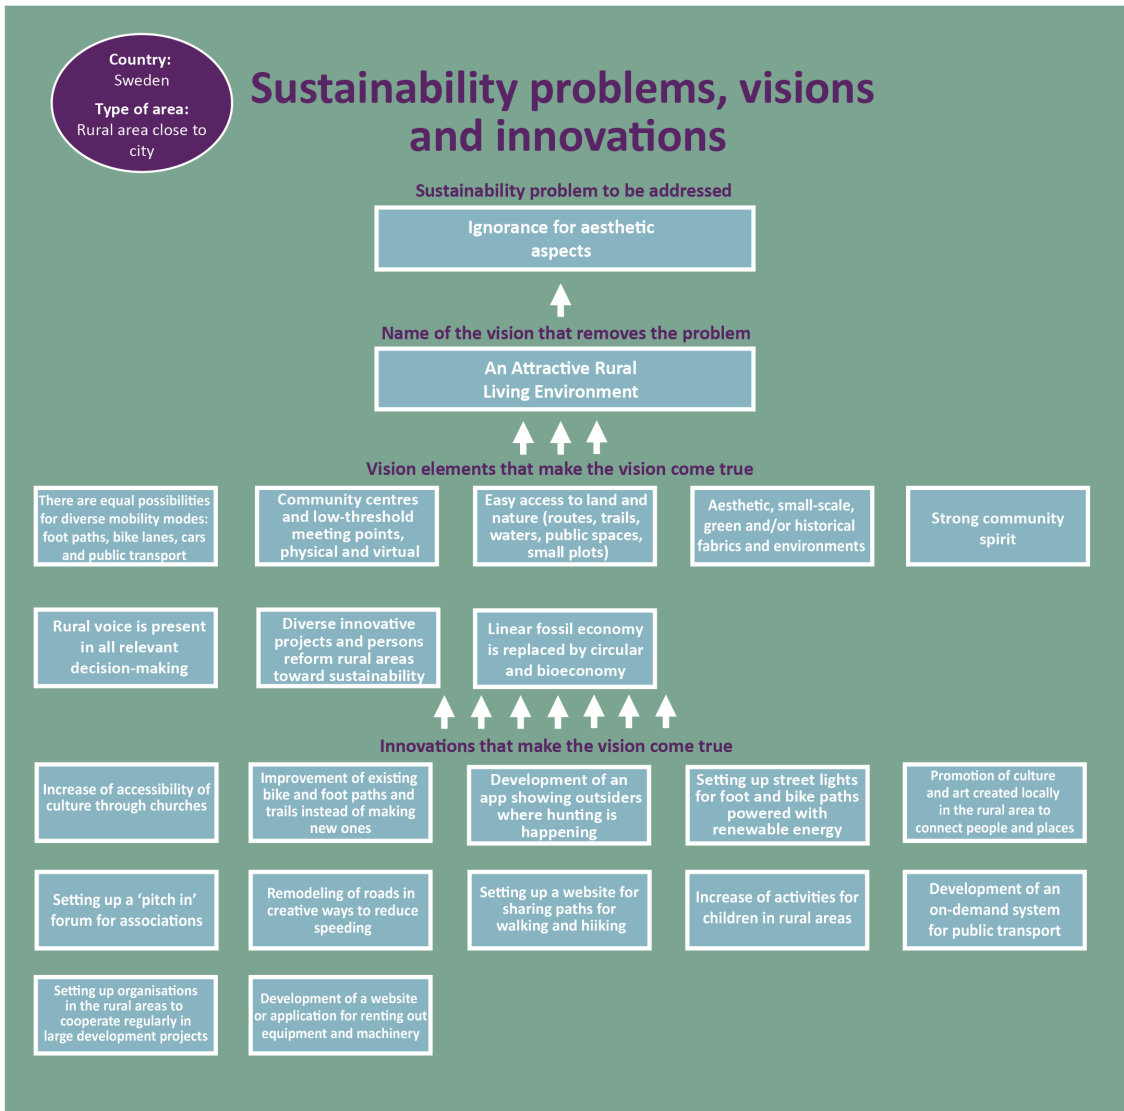 Country:
Sweden
Type of area:
Rural area close to
city
Sustainability problems, visions
and innovations
Sustainability problem to be addressed
Ignorance for aesthetic
aspects
Name of the vision that removes the problem
An Attractive Rural
Living Environment
Vision elements that make the vision come true
There are equal possibilities
for diverse mobility modes:
foot paths, bike lanes, cars
and public transport
Community centres
and low-threshold
meeting points,
physical and virtual
Easy access to land and
nature (routes, trails,
waters, public spaces,
small plots)
Aesthetic, small-scale,
green and/or historical
fabrics and environments
Strong community
spirit
Rural voice is present
in all relevant
decision-making
Diverse innovative
projects and persons
reform rural areas
toward sustainability
Linear fossil economy
is replaced by circular
and bioeconomy
Innovations that make the vision come true
Increase of accessibility of
culture through churches
Improvement of existing
bike and foot paths and
trails instead of making
new ones
Development of an
app showing outsiders
where hunting is
happening
Setting up street lights
for foot and bike paths
powered with
renewable energy
Promotion of culture
and art created locally
in the rural area to
connect people and places
Setting up a ‘pitch in’
forum for associations
Remodeling of roads in
creative ways to reduce
speeding
Setting up a website for
sharing paths for
walking and hiiking
Increase of activities for
children in rural areas
Development of an
on-demand system
for public transport
Setting up organisations
in the rural areas to
cooperate regularly in
large development projects
Development of a website
or application for renting out
equipment and machinery